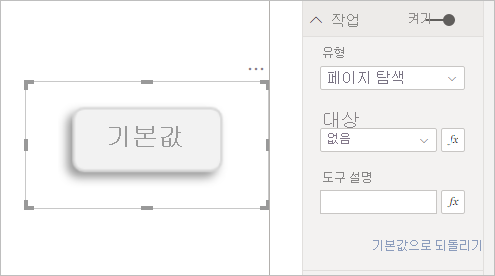 기본값
작업 켜기
유형
페이지 탐색
대상
없음
fx
도구 설명
fx
기본값으로 되돌리기